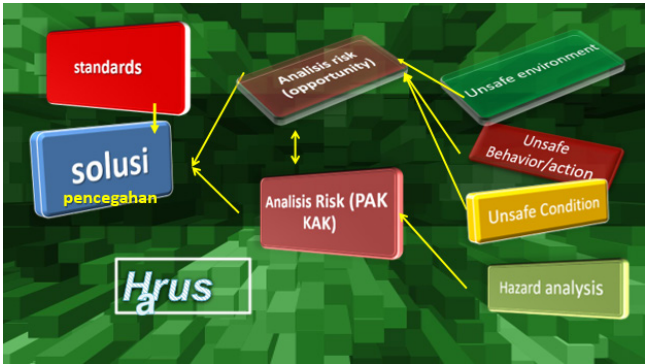 standards
solusi
pencegahan
Analisis risk
(opportunity)
Analisis Risk (PAK
KAK)
Unsafe environment
Unsafe
Behavior/action
Unsafe Condition
Hazard analysis
Harus